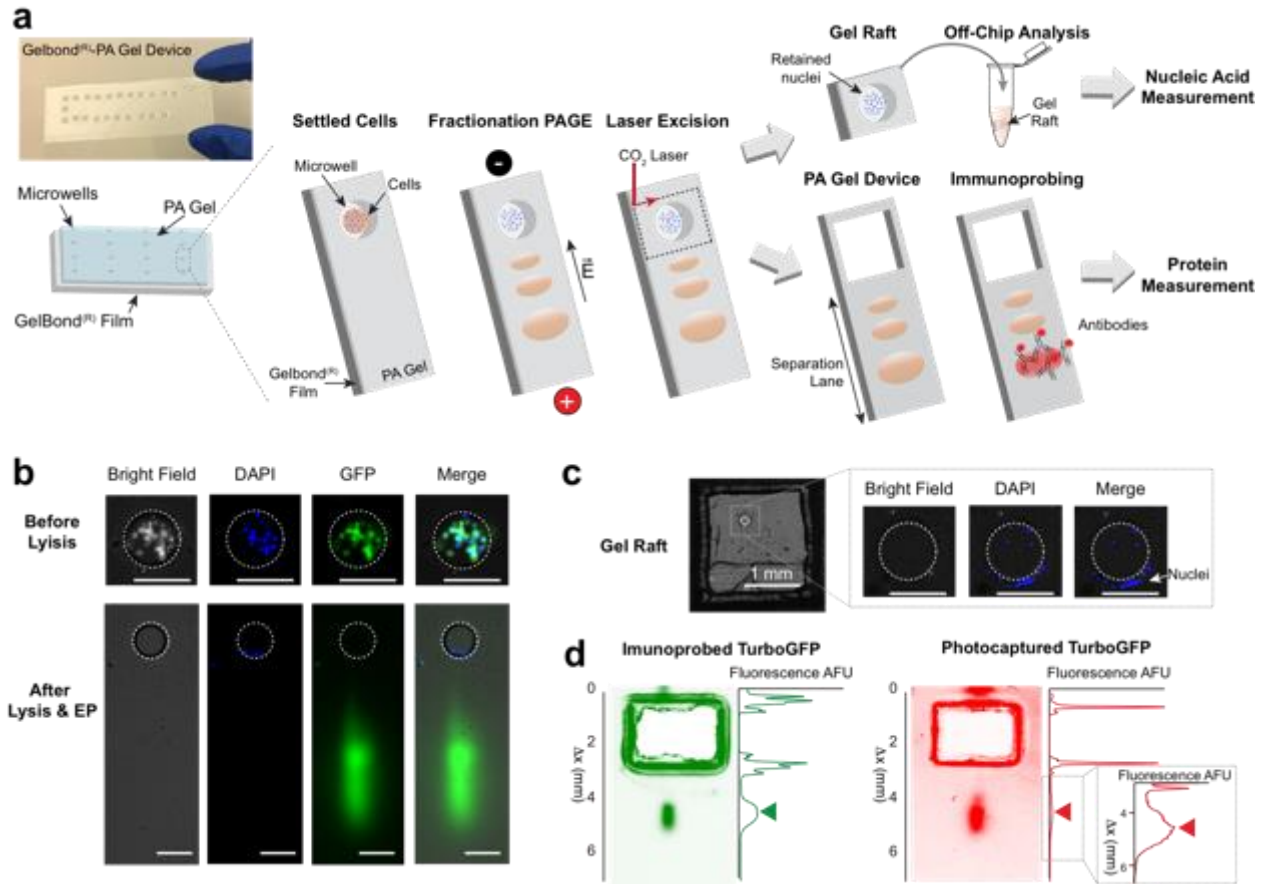 a
Gelbond(R)-PA Gel Device
Microwells
PA Gel
GelBond(R) Film
Settled Cells
Microwell
Cells
Gelbond(R)
Film
PA Gel
Fractionation PAGE
-
E
+
Laser Excision
CO2 Laser
Gel Raft
Retained
nuclei
Off-Chip Analysis
Gel
Raft
Nucleic Acid
Measurement
PA Gel Device
Separation
Lane
Immunoprobing
Antibodies
Protein
Measurement
b
Bright Field
DAPI
GFP
Merge
Before
Lyisis
After
Lysis & EP
c
Gel Raft
1 mm
Bright Field
DAPI
Merge
Nuclei
d
Imunoprobed TurboGFP
Fluorescence AFU
0
2
4
6
Δx (mm)
Photocaptured TurboGFP
Fluorescence AFU
0
2
4
6
Δx (mm)
Fluorescence AFU
4
6
Δx (mm)